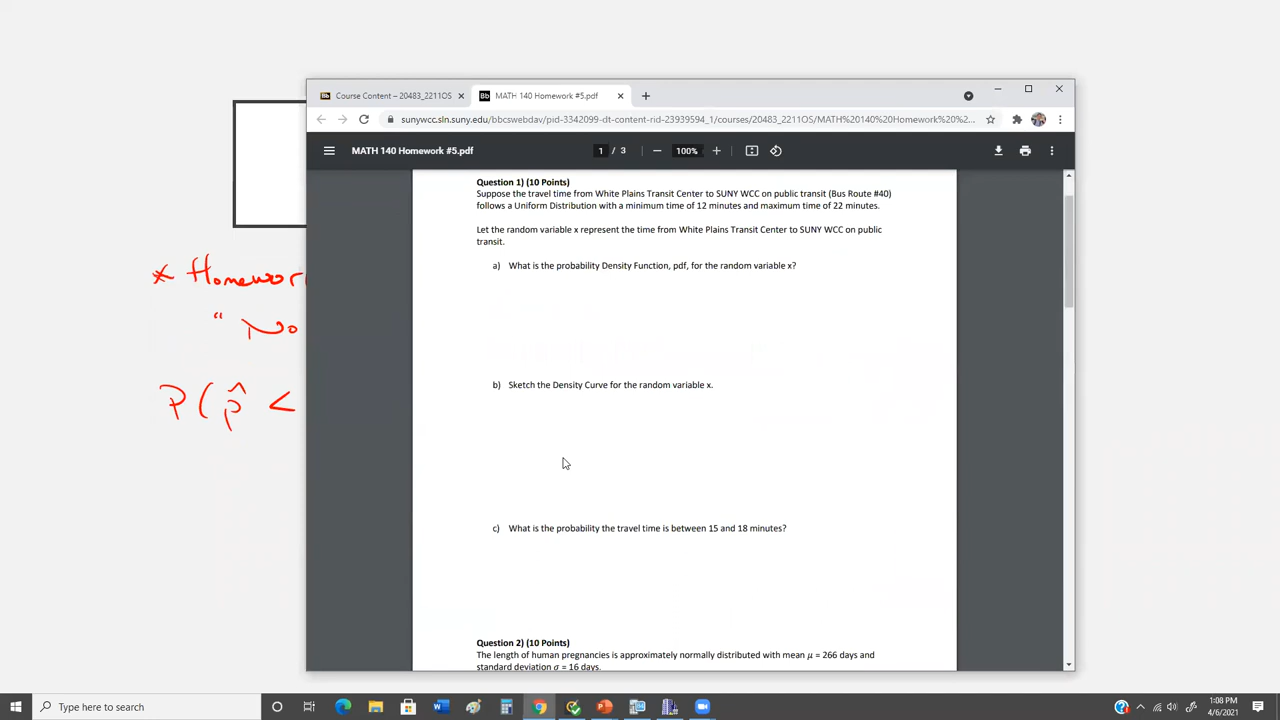 Course Content – 20483_2211OS
MATH 140 Homework #5.pdf
sunywcc.sln.suny.edu/bbcswebdav/pid-3342099-dt-content-rid-23939594_1/courses/20483_2211OS/MATH%20140%20Homework%20%...
MATH 140 Homework #5.pdf
1 / 3
100%
Question 1) (10 Points)
Suppose the travel time from White Plains Transit Center to SUNY WCC on public transit (Bus Route #40)
follows a Uniform Distribution with a minimum time of 12 minutes and maximum time of 22 minutes.
Let the random variable x represent the time from White Plains Transit Center to SUNY WCC on public
transit.
a) What is the probability Density Function, pdf, for the random variable x?
b) Sketch the Density Curve for the random variable x.
c) What is the probability the travel time is between 15 and 18 minutes?
Question 2) (10 Points)
The length of human pregnancies is approximately normally distributed with mean μ = 266 days and
standard deviation σ = 16 days.
* Homewor
" No
P( p̂ <
Type here to search
1:08 PM
4/6/2021